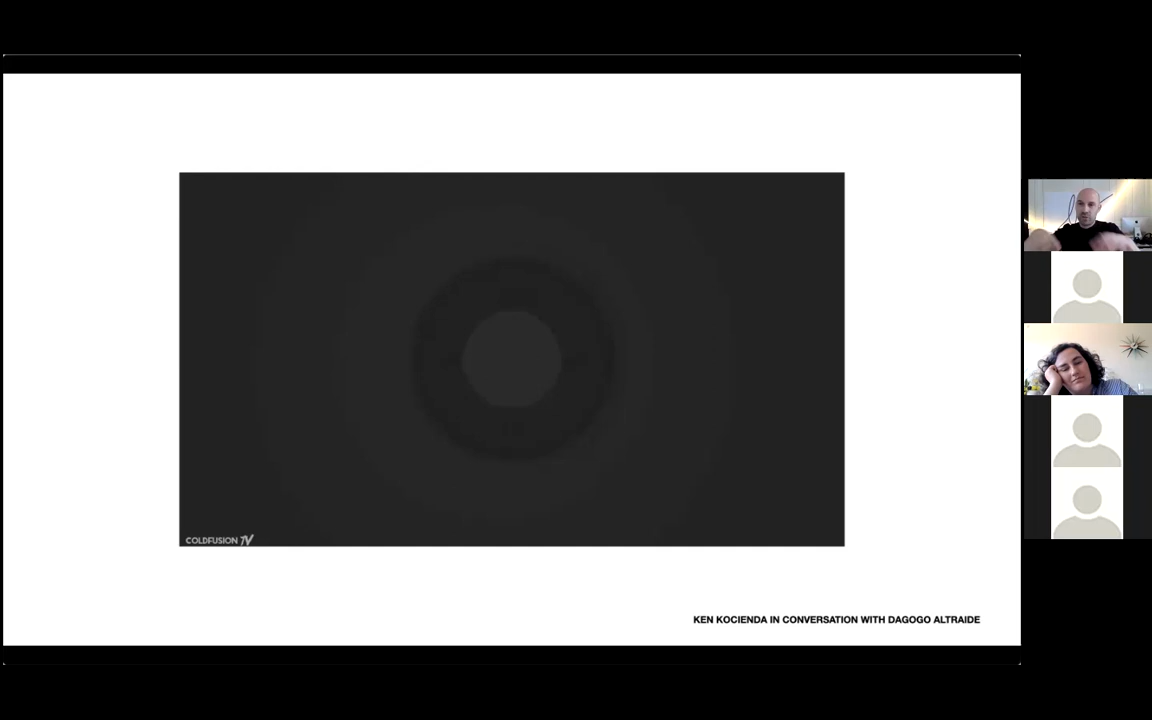 COLDFUSION TV
KEN KOCIENDA IN CONVERSATION WITH DAGOGO ALTRAIDE